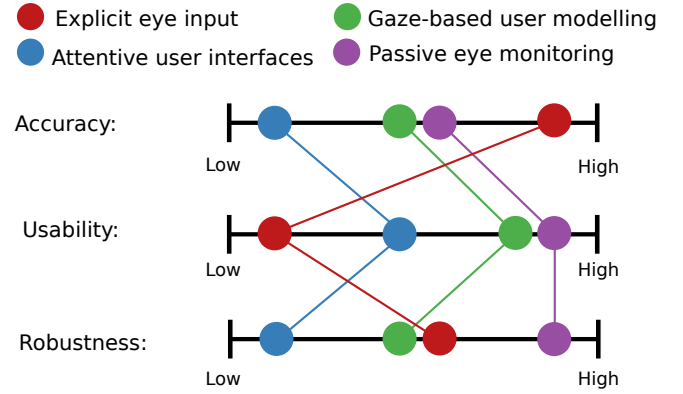 Explicit eye input
Gaze-based user modelling
Attentive user interfaces
Passive eye monitoring
Accuracy:
Low
High
Usability:
Low
High
Robustness:
Low
High